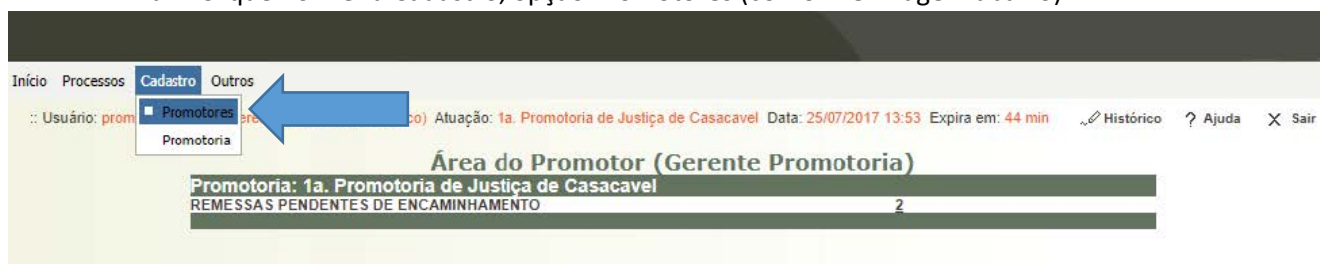 Início Processos Cadastro Outros
Promotores
Promotoria
:: Usuário: prom Atuação: 1a. Promotoria de Justiça de Casacavel Data: 25/07/2017 13:53 Expira em: 44 min Histórico ? Ajuda X Sair
Área do Promotor (Gerente Promotoria)
Promotoria: 1a. Promotoria de Justiça de Casacavel
REMESSAS PENDENTES DE ENCAMINHAMENTO 2